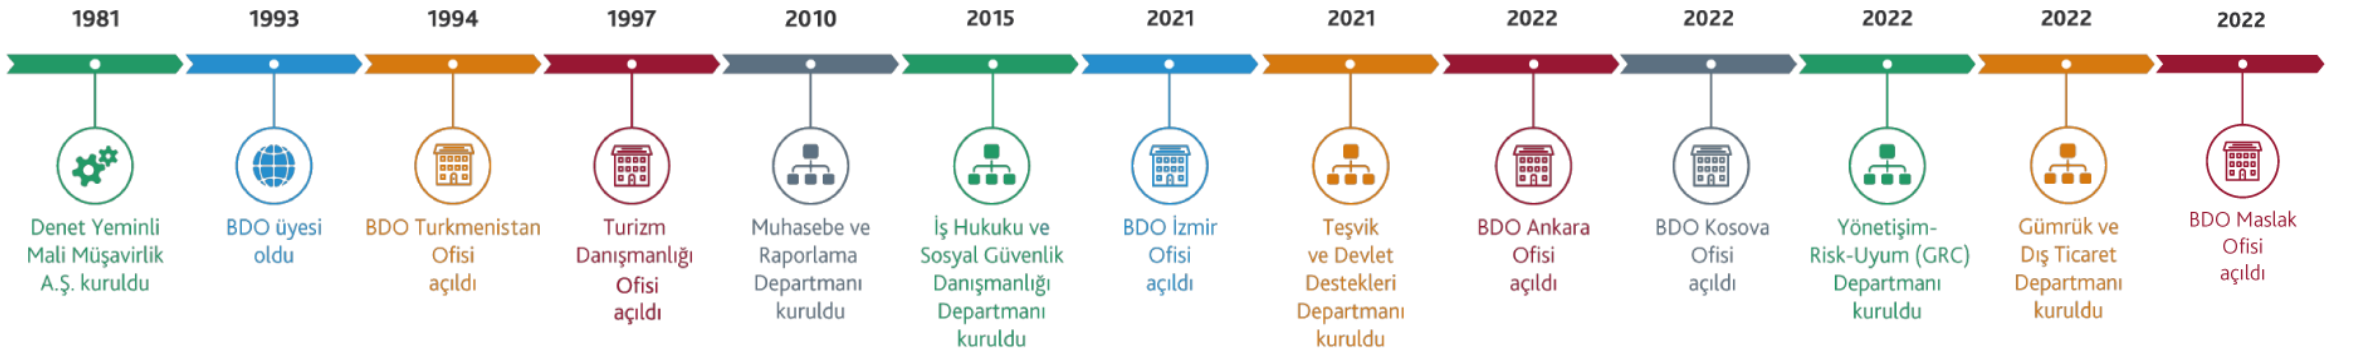 1981
Denet Yeminli
Mali Müşavirlik
A.Ş. kuruldu
1993
BDO üyesi
oldu
1994
BDO Turkmenistan
Ofisi
açıldı
1997
Turizm
Danışmanlığı
Ofisi
açıldı
2010
Muhasebe ve
Raporlama
Departmanı
kuruldu
2015
İş Hukuku ve
Sosyal Güvenlik
Danışmanlığı
Departmanı
kuruldu
2021
BDO İzmir
Ofisi
açıldı
2021
Teşvik
ve Devlet
Destekleri
Departmanı
kuruldu
2022
BDO Ankara
Ofisi
açıldı
2022
BDO Kosova
Ofisi
açıldı
2022
Yönetişim-
Risk-Uyum (GRC)
Departmanı
kuruldu
2022
Gümrük ve
Dış Ticaret
Departmanı
kuruldu
2022
BDO Maslak
Ofisi
açıldı